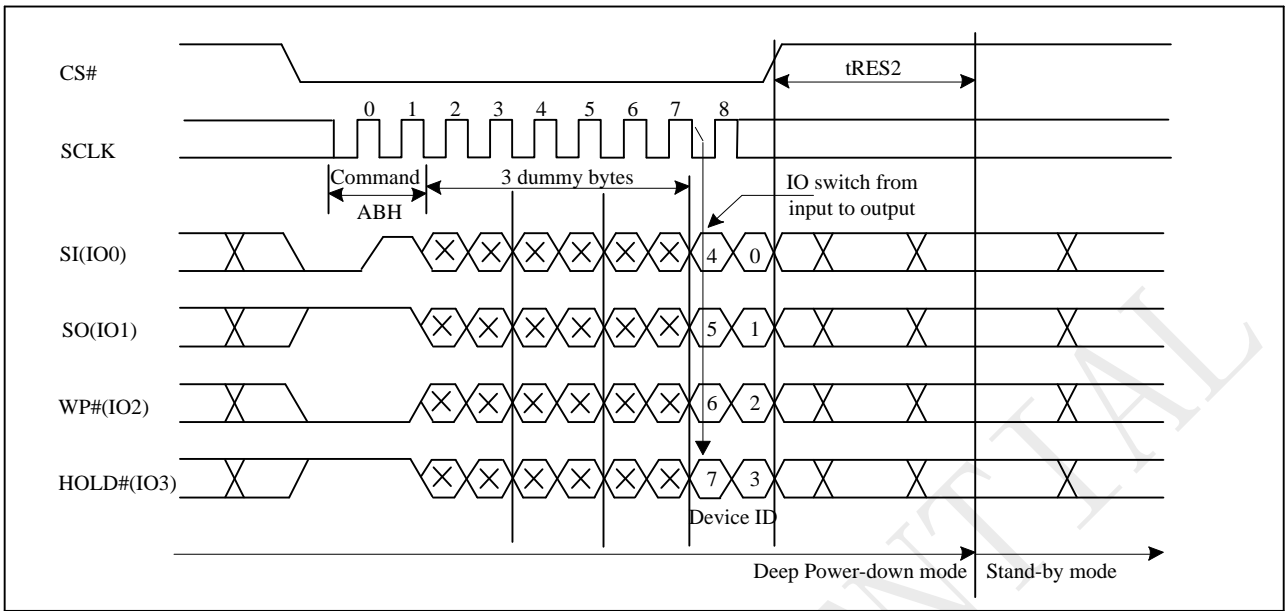 CS#
tRES2
0 1 2 3 4 5 6 7 8
SCLK
Command
ABH
3 dummy bytes
IO switch from
input to output
SI(IO0)
4 0
SO(IO1)
5 1
WP#(IO2)
6 2
HOLD#(IO3)
7 3
Device ID
Deep Power-down mode Stand-by mode